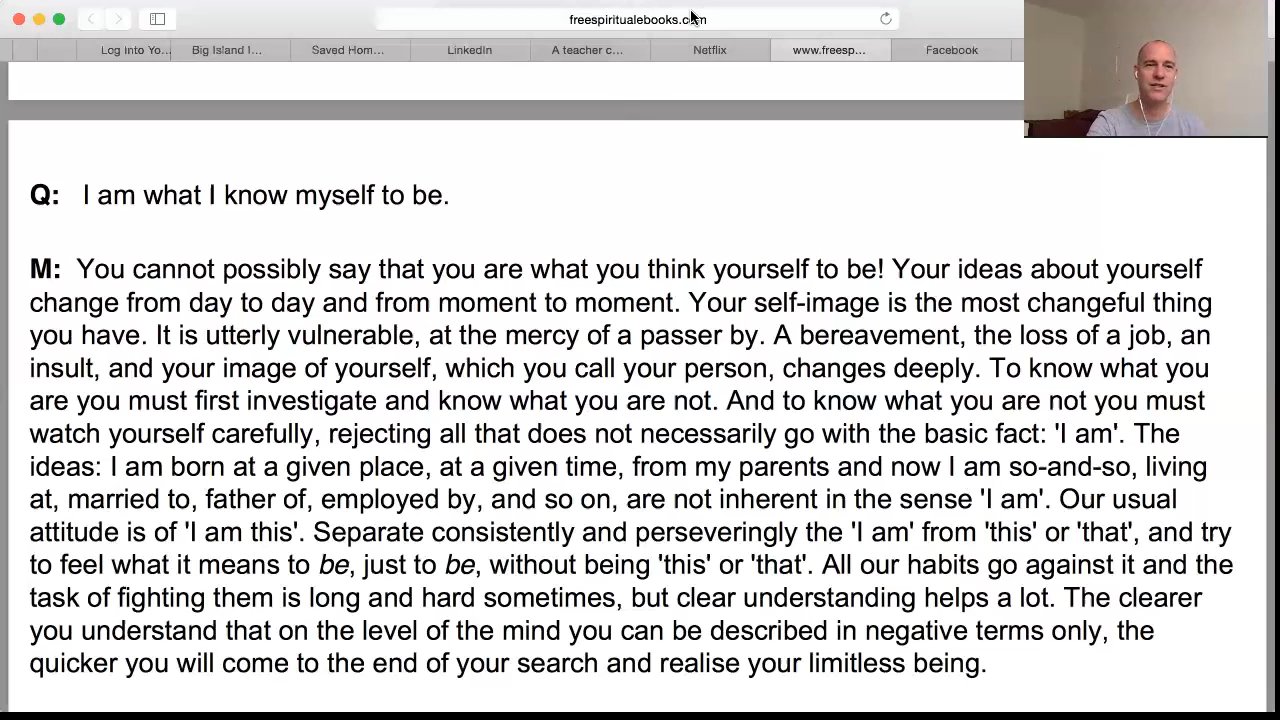 freespiritualebooks.com
Log into Yo...
Big Island I...
Saved Hom...
LinkedIn
A teacher c...
Netflix
www.freesp...
Facebook
Q: I am what I know myself to be.
M: You cannot possibly say that you are what you think yourself to be! Your ideas about yourself
change from day to day and from moment to moment. Your self-image is the most changeful thing
you have. It is utterly vulnerable, at the mercy of a passer by. A bereavement, the loss of a job, an
insult, and your image of yourself, which you call your person, changes deeply. To know what you
are you must first investigate and know what you are not. And to know what you are not you must
watch yourself carefully, rejecting all that does not necessarily go with the basic fact: 'I am'. The
ideas: I am born at a given place, at a given time, from my parents and now I am so-and-so, living
at, married to, father of, employed by, and so on, are not inherent in the sense 'I am'. Our usual
attitude is of 'I am this'. Separate consistently and perseveringly the 'I am' from 'this' or 'that', and try
to feel what it means to be, just to be, without being 'this' or 'that'. All our habits go against it and the
task of fighting them is long and hard sometimes, but clear understanding helps a lot. The clearer
you understand that on the level of the mind you can be described in negative terms only, the
quicker you will come to the end of your search and realise your limitless being.